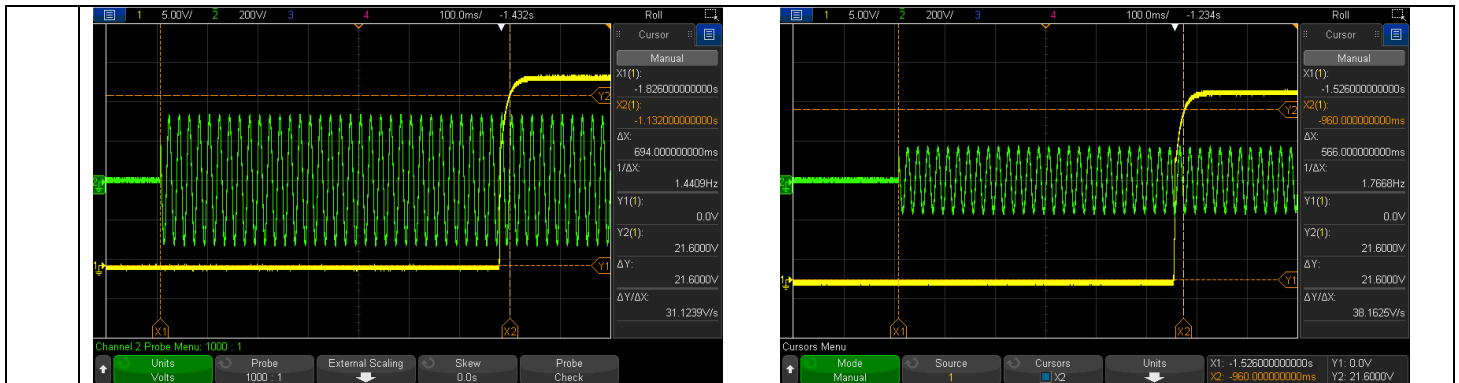 1 5.00V/ 2 200V/ 3 4 100.0ms/ -1.432s Roll
Cursor
Manual
X1(1):
-1.826000000000s
X2(1):
-1.132000000000s
ΔX:
694.000000000ms
1/ΔX:
1.4409Hz
Y1(1):
0.0V
Y2(1):
21.6000V
ΔY:
21.6000V
ΔY/ΔX:
31.1239V/s
Y2
2
1
Y1
X1 X2
Channel 2 Probe Menu: 1000 : 1
Units Probe External Scaling Skew Probe
Volts 1000 : 1 0.0s Check
1 5.00V/ 2 200V/ 3 4 100.0ms/ -1.234s Roll
Cursor
Manual
X1(1):
-1.526000000000s
X2(1):
-960.000000000ms
ΔX:
566.000000000ms
1/ΔX:
1.7668Hz
Y1(1):
0.0V
Y2(1):
21.6000V
ΔY:
21.6000V
ΔY/ΔX:
38.1625V/s
Y2
2
1
Y1
X1 X2
Cursors Menu
Mode Source Cursors Units X1: -1.526000000000s Y1: 0.0V
Manual 1 X2 X2: -960.000000000ms Y2: 21.6000V